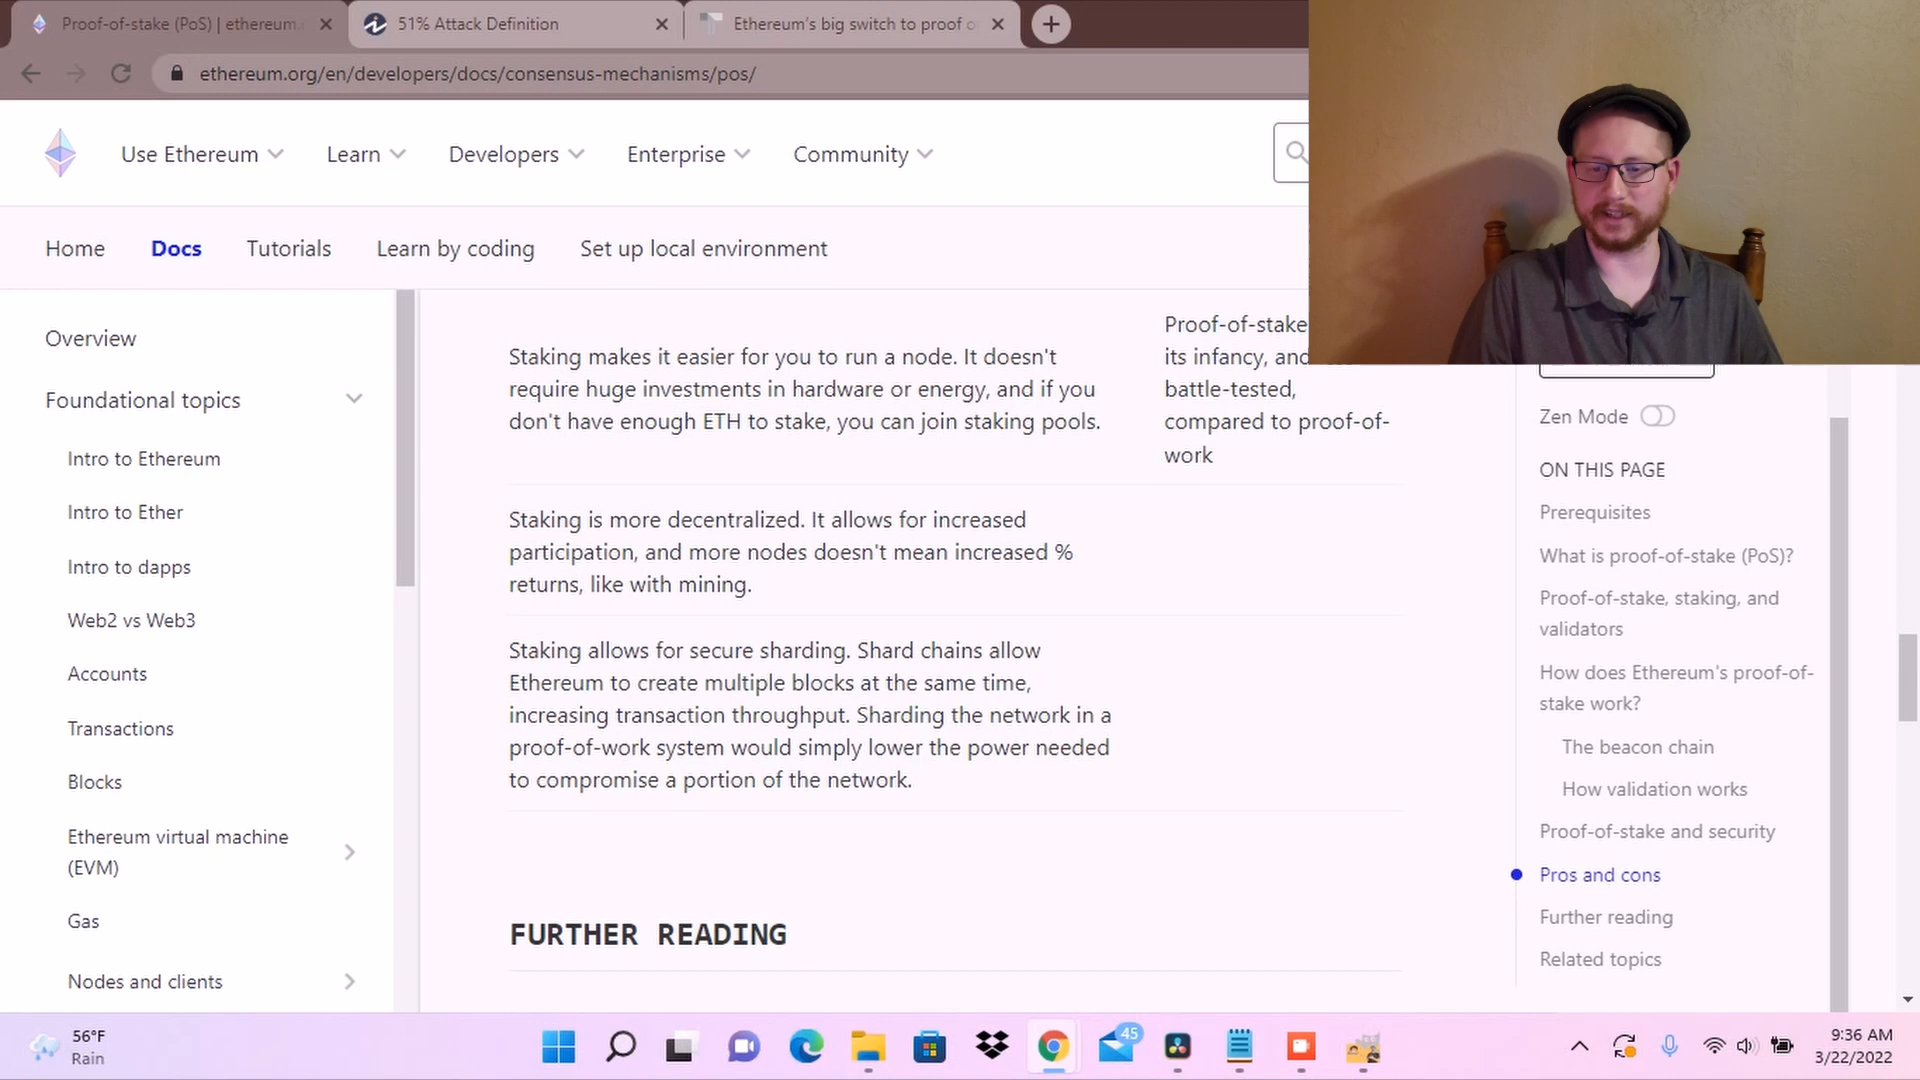 Proof-of-stake (PoS) | ethereum.
51% Attack Definition
Ethereum's big switch to proof o
ethereum.org/en/developers/docs/consensus-mechanisms/pos/
Use Ethereum
Learn
Developers
Enterprise
Community
Home
Docs
Tutorials
Learn by coding
Set up local environment
Overview
Foundational topics
Intro to Ethereum
Intro to Ether
Intro to dapps
Web2 vs Web3
Accounts
Transactions
Blocks
Ethereum virtual machine
(EVM)
Gas
Nodes and clients
Staking makes it easier for you to run a node. It doesn't
require huge investments in hardware or energy, and if you
don't have enough ETH to stake, you can join staking pools.
Proof-of-stake
its infancy, and
battle-tested,
compared to proof-of-
work
Staking is more decentralized. It allows for increased
participation, and more nodes doesn't mean increased %
returns, like with mining.
Staking allows for secure sharding. Shard chains allow
Ethereum to create multiple blocks at the same time,
increasing transaction throughput. Sharding the network in a
proof-of-work system would simply lower the power needed
to compromise a portion of the network.
FURTHER READING
Zen Mode
ON THIS PAGE
Prerequisites
What is proof-of-stake (PoS)?
Proof-of-stake, staking, and
validators
How does Ethereum's proof-of-
stake work?
The beacon chain
How validation works
Proof-of-stake and security
Pros and cons
Further reading
Related topics
56°F
Rain
45
9:36 AM
3/22/2022